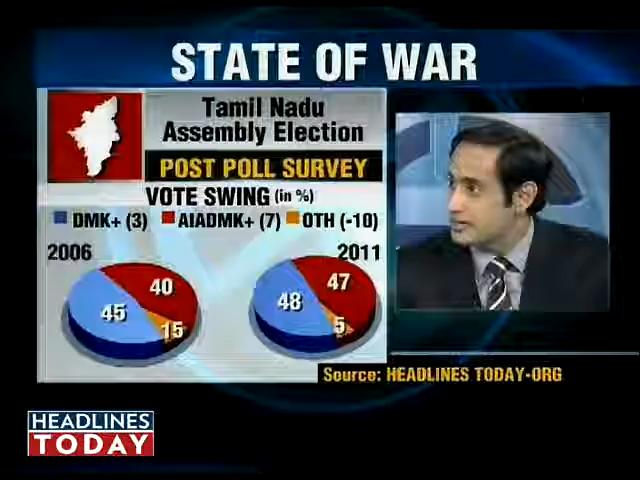 STATE OF WAR
Tamil Nadu
Assembly Election
POST POLL SURVEY
VOTE SWING (in %)
DMK+ (3) AIADMK+ (7) OTH (-10)
2006 2011
40
45
15
47
48
5
Source: HEADLINES TODAY-ORG
HEADLINES
TODAY